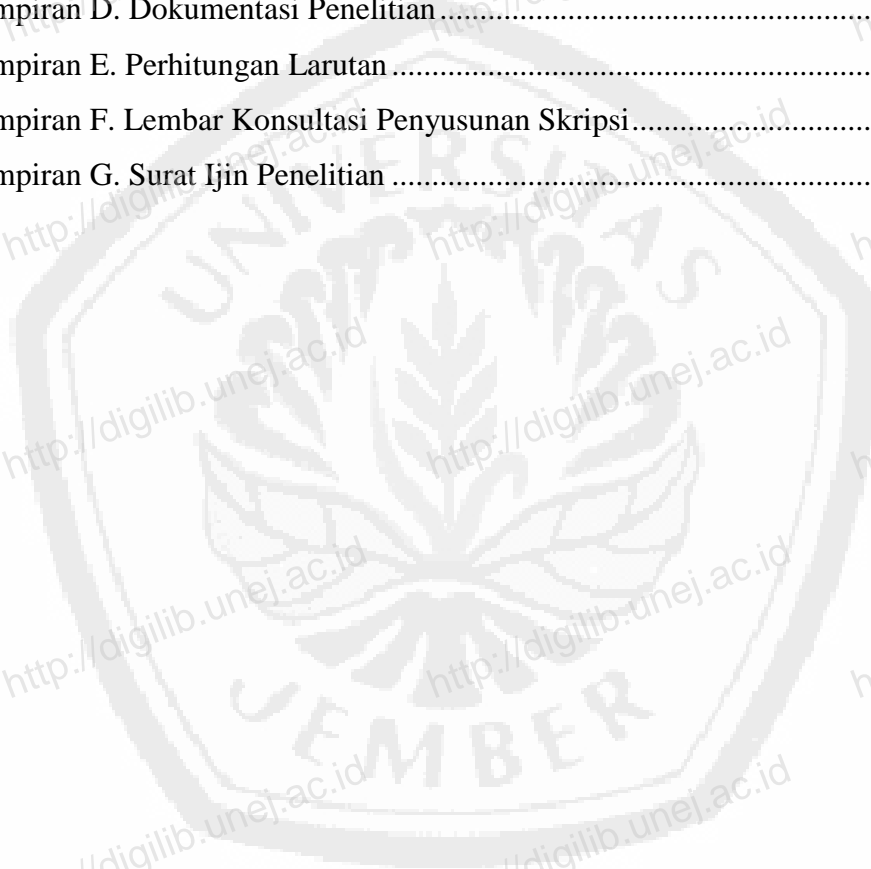 mpiran D. Dokumentasi Penelitian
mpiran E. Perhitungan Larutan
mpiran F. Lembar Konsultasi Penyusunan Skripsi
mpiran G. Surat Ijin Penelitian
UNIVERSITAS
http://digilib.unej.ac.id
http://digilib.unej.ac.id
http://digilib.unej.ac.id
http://digilib.unej.ac.id
http://digilib.unej.ac.id
http://digilib.unej.ac.id
JEMBER
//digilib.unej.ac.id
//digilib.unej.ac.id